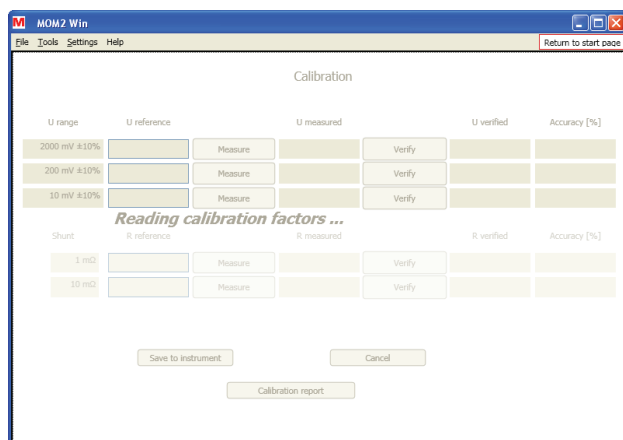 M MOM2 Win
File Tools Settings Help Return to start page
Calibration
U range U reference U measured U verified Accuracy [%]
2000 mV ±10% Measure Verify
200 mV ±10% Measure Verify
10 mV ±10% Measure Verify
Reading calibration factors ...
Shunt R reference R measured R verified Accuracy [%]
1 mΩ Measure Verify
10 mΩ Measure Verify
Save to instrument Cancel
Calibration report